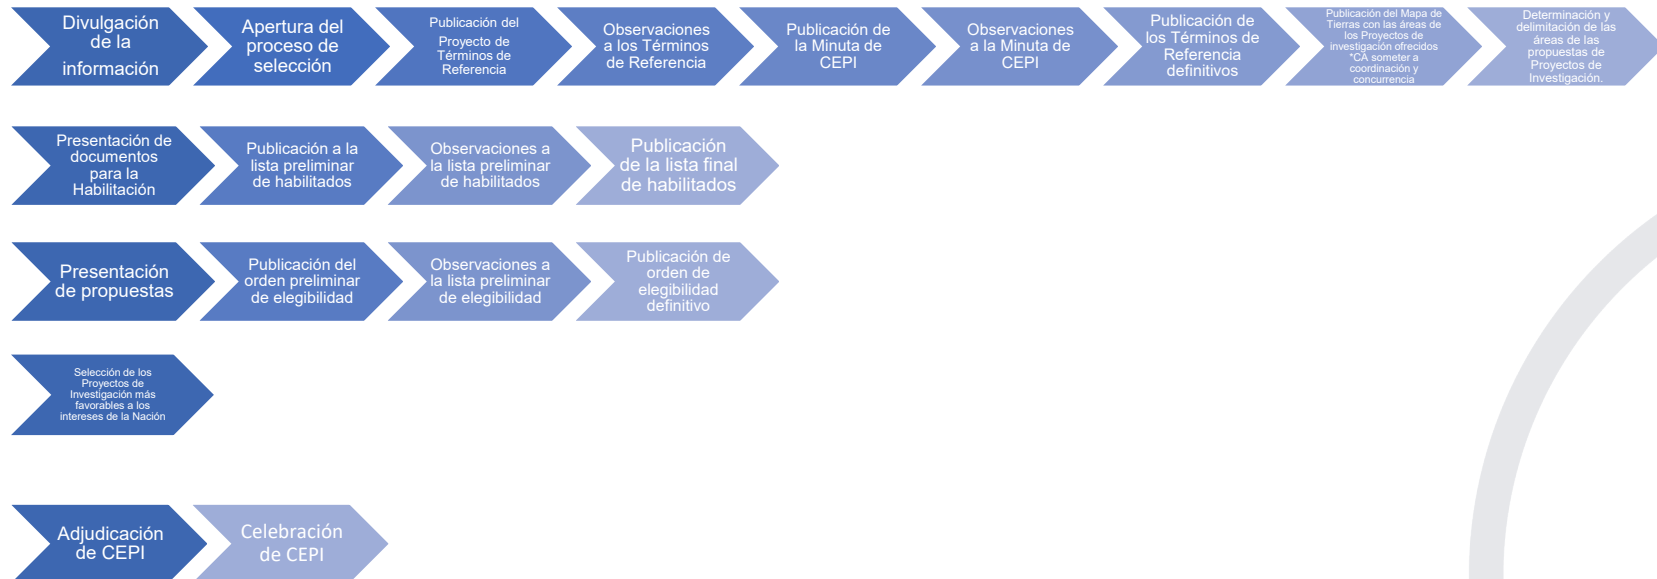 Divulgación
de la
información
Apertura del
proceso de
selección
Publicación del
Proyecto de
Términos de
Referencia
Observaciones
a los Términos
de Referencia
Publicación de
la Minuta de
CEPI
Observaciones
a la Minuta de
CEPI
Publicación de
los Términos de
Referencia
definitivos
Publicación del Mapa de
Tierras con las áreas de
los Proyectos de
investigación ofrecidos
*CA someter a
coordinación y
concurrencia
Determinación y
delimitación de las
áreas de las
propuestas de
Proyectos de
Investigación.
Presentación de
documentos
para la
Habilitación
Publicación a la
lista preliminar
de habilitados
Observaciones a
la lista preliminar
de habilitados
Publicación
de la lista final
de habilitados
Presentación
de propuestas
Publicación del
orden preliminar
de elegibilidad
Observaciones a
la lista preliminar
de elegibilidad
Publicación de
orden de
elegibilidad
definitivo
Selección de los
Proyectos de
Investigación más
favorables a los
intereses de la Nación
Adjudicación
de CEPI
Celebración
de CEPI